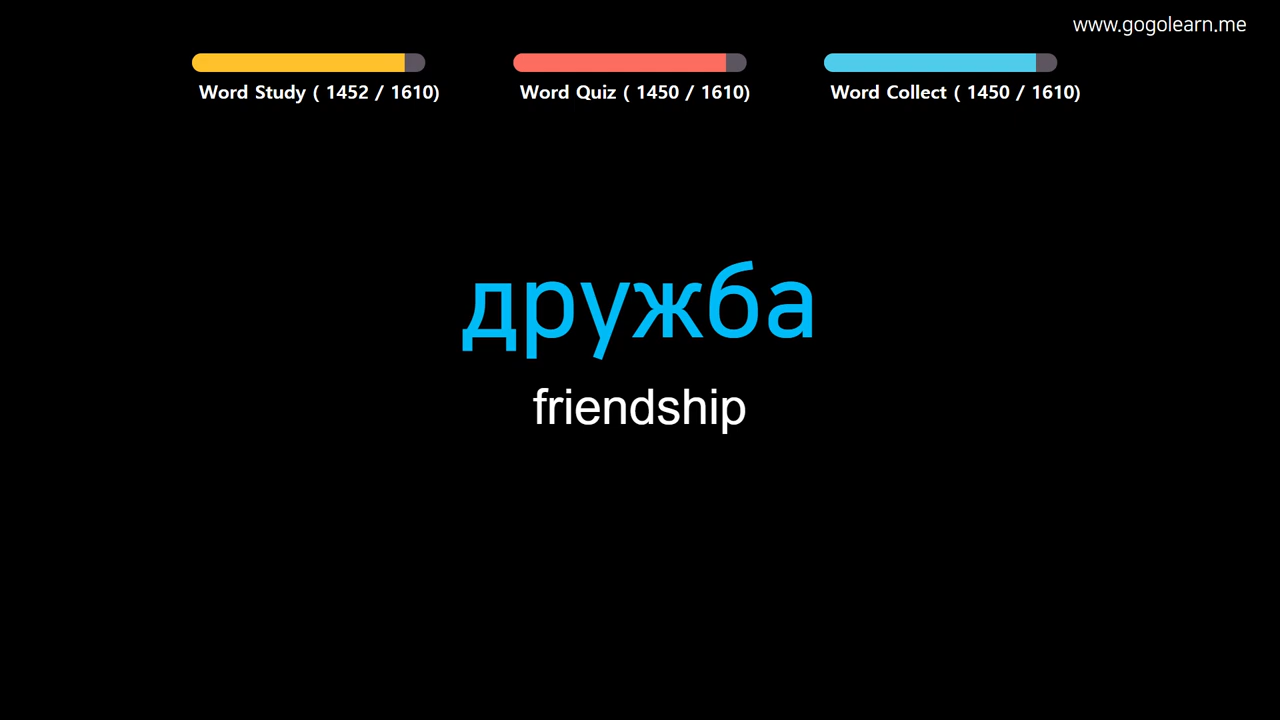 www.gogolearn.me
Word Study ( 1452 / 1610)
Word Quiz ( 1450 / 1610)
Word Collect ( 1450 / 1610)
дружба
friendship